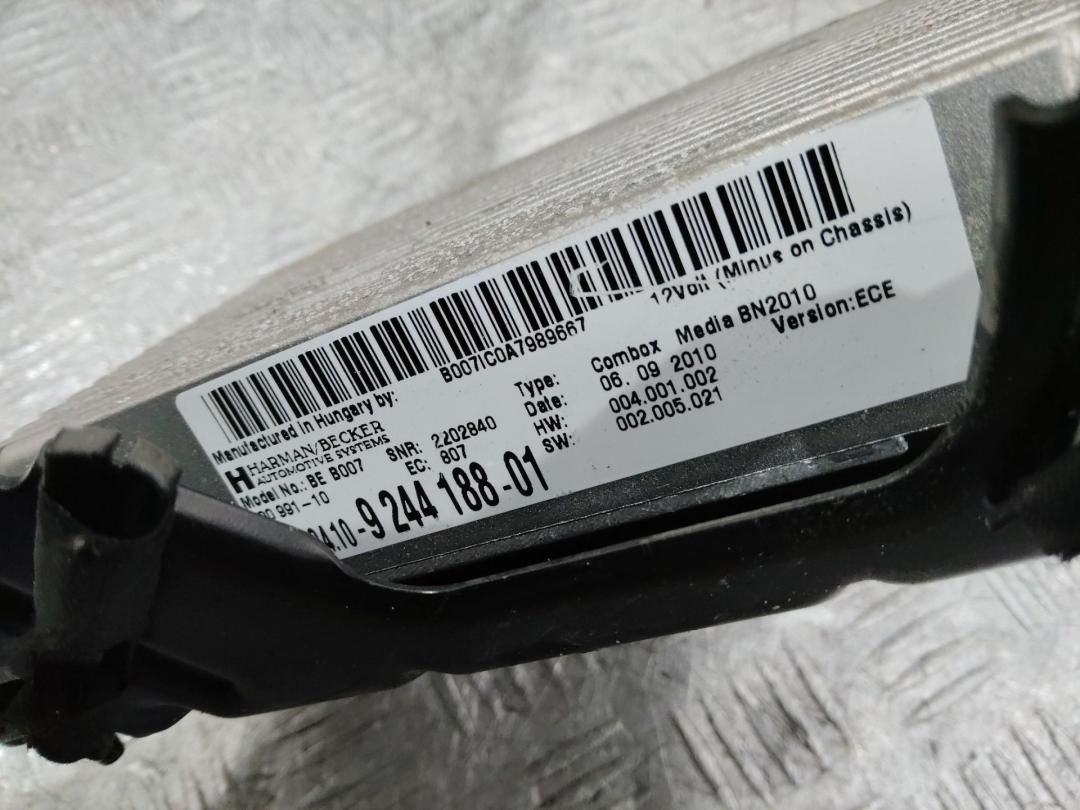 B007IC0A7989667
12Volt (Minus on Chassis)
Manufactured in Hungary by:
HARMAN/BECKER
AUTOMOTIVE SYSTEMS
Model No.: BE B007
991-10
SNR: 2202840
EC: 807
Type: Combox Media BN2010
Date: 06. 09 2010 Version:ECE
HW: 004.001.002
SW: 002.005.021
9 244 188-01